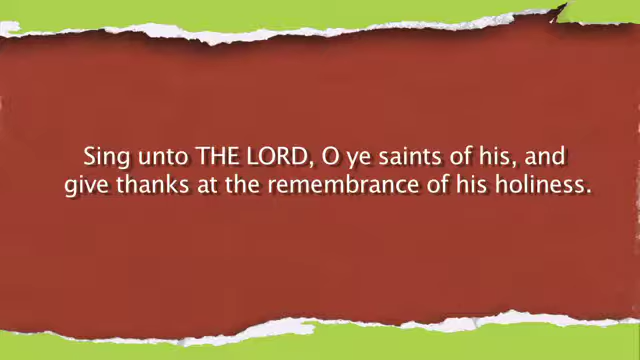 Sing unto THE LORD, O ye saints of his, and
give thanks at the remembrance of his holiness.